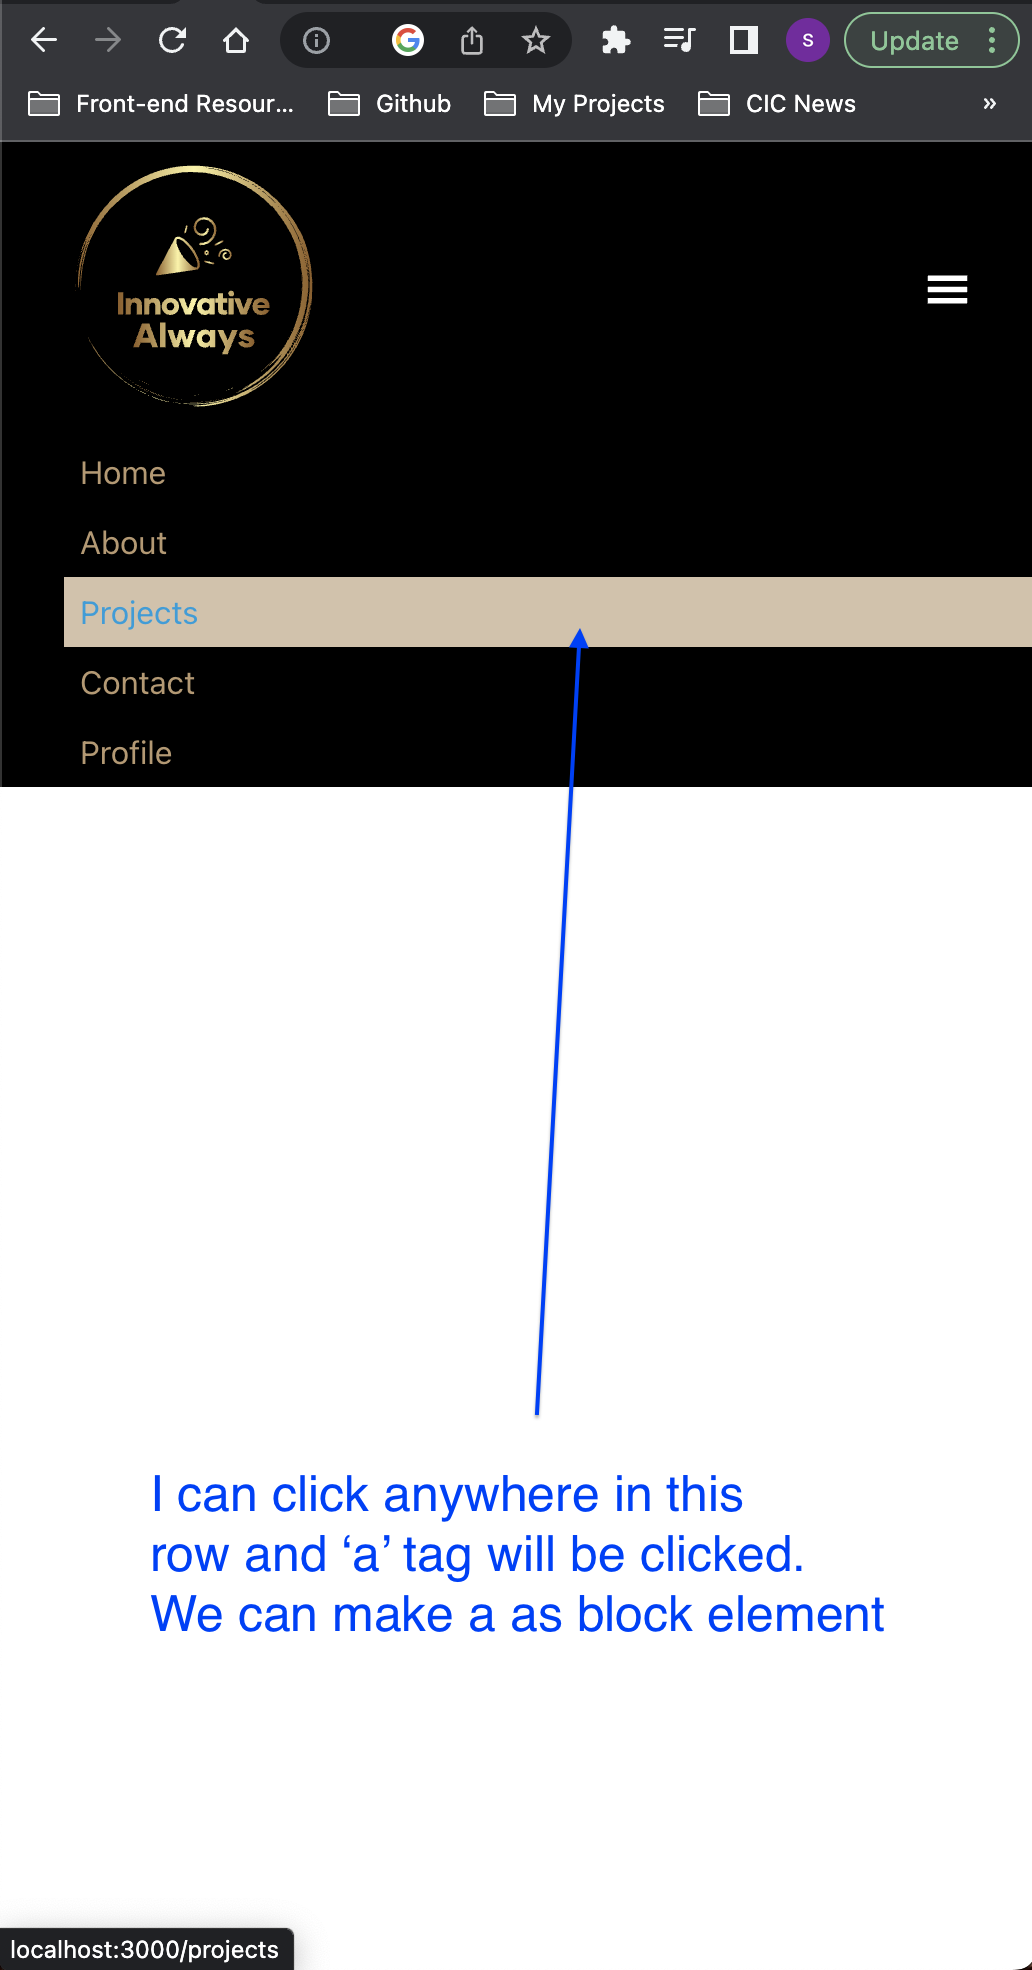 S
Update
Front-end Resour...
Github
My Projects
CIC News
»
Innovative
Always
Home
About
Projects
Contact
Profile
I can click anywhere in this
row and ‘a’ tag will be clicked.
We can make a as block element
localhost:3000/projects